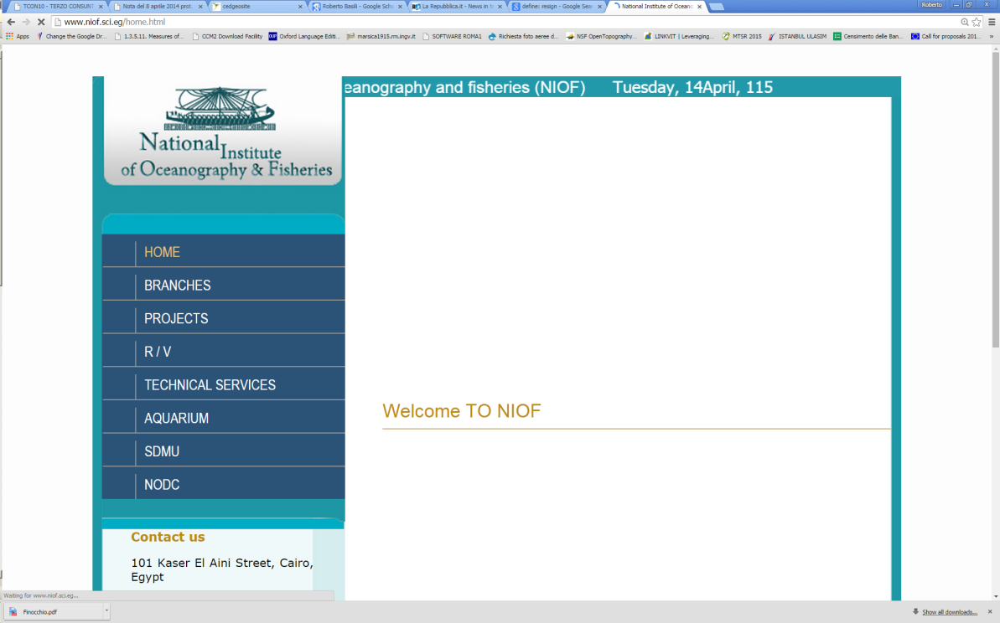 TCON10 - TERZO CONSUNT
Nota del 8 aprile 2014 prot.
cedgeosite
Roberto Basili - Google Scho
La Repubblica.it - News in t
define: resign - Google Sear
National Institute of Oceano
Roberto
www.niof.sci.eg/home.html
Apps
Change the Google Dr...
1.3.5.11. Measures of...
CCM2 Download Facility
OUP
Oxford Language Editi...
marsica1915.rm.ingv.it
SOFTWARE ROMA1
Richiesta foto aeree d...
NSF OpenTopography...
LINKVIT | Leveraging...
MTSR 2015
ISTANBUL ULASIM
Censimento delle Ban...
Call for proposals 201...
»
eanography and fisheries (NIOF) Tuesday, 14April, 115
National Institute
of Oceanography & Fisheries
HOME
BRANCHES
PROJECTS
R / V
TECHNICAL SERVICES
AQUARIUM
SDMU
NODC
Welcome TO NIOF
Contact us
101 Kaser El Aini Street, Cairo,
Egypt
Waiting for www.niof.sci.eg...
Finocchio.pdf
Show all downloads...